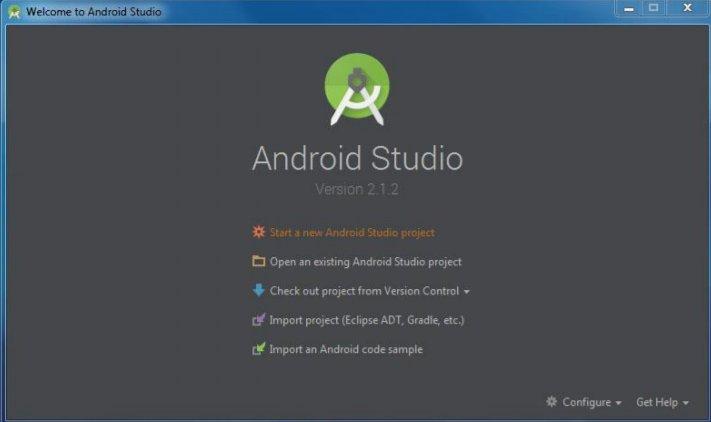 Welcome to Android Studio
Android Studio
Version 2.1.2
Start a new Android Studio project
Open an existing Android Studio project
Check out project from Version Control
Import project (Eclipse ADT, Gradle, etc.)
Import an Android code sample
Configure Get Help